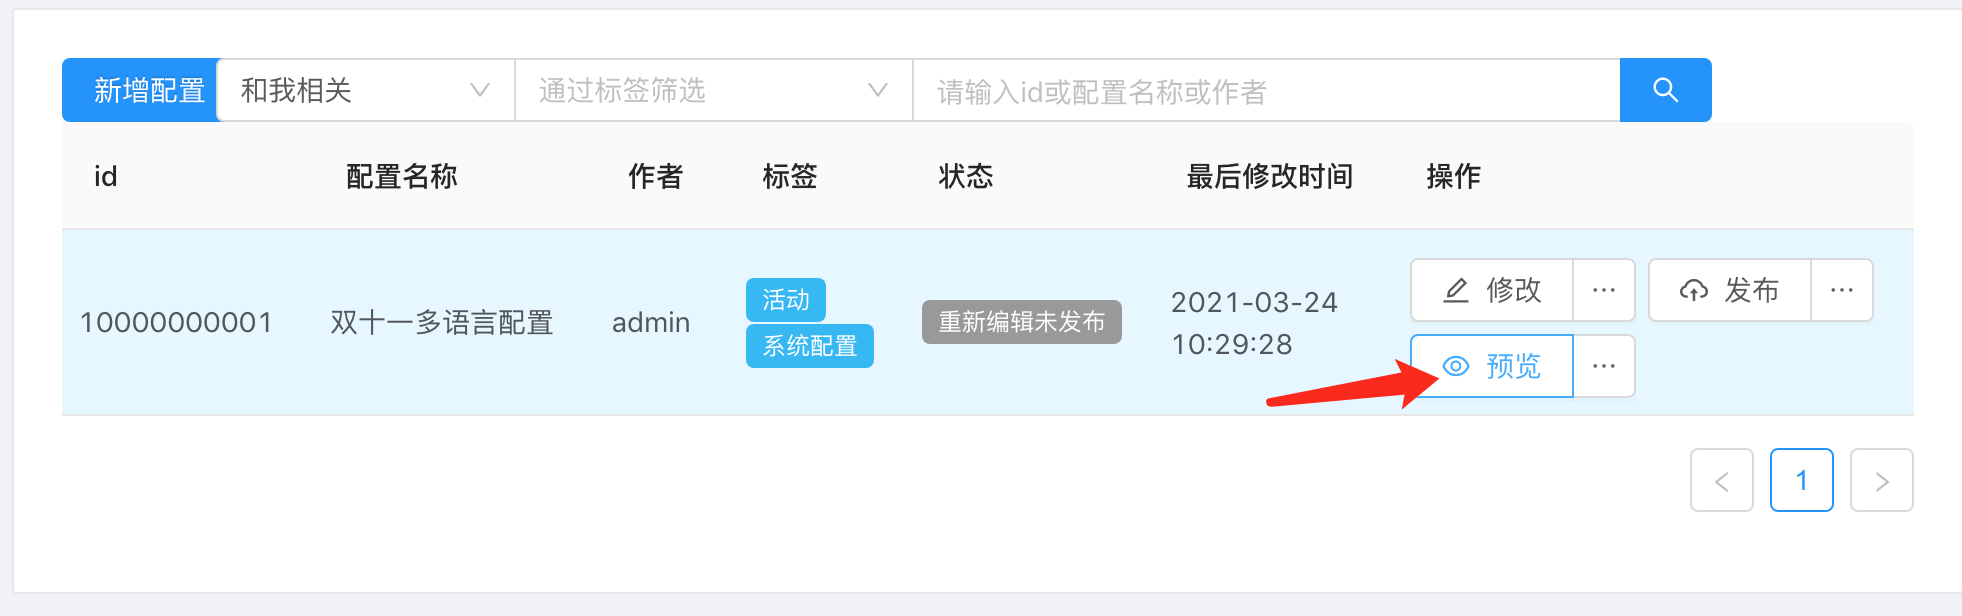 新增配置 和我相关 通过标签筛选 请输入id或配置名称或作者
id 配置名称 作者 标签 状态 最后修改时间 操作
10000000001 双十一多语言配置 admin 活动 系统配置 重新编辑未发布 2021-03-24 10:29:28 修改 ··· 发布 ···
预览 ···
< 1 >